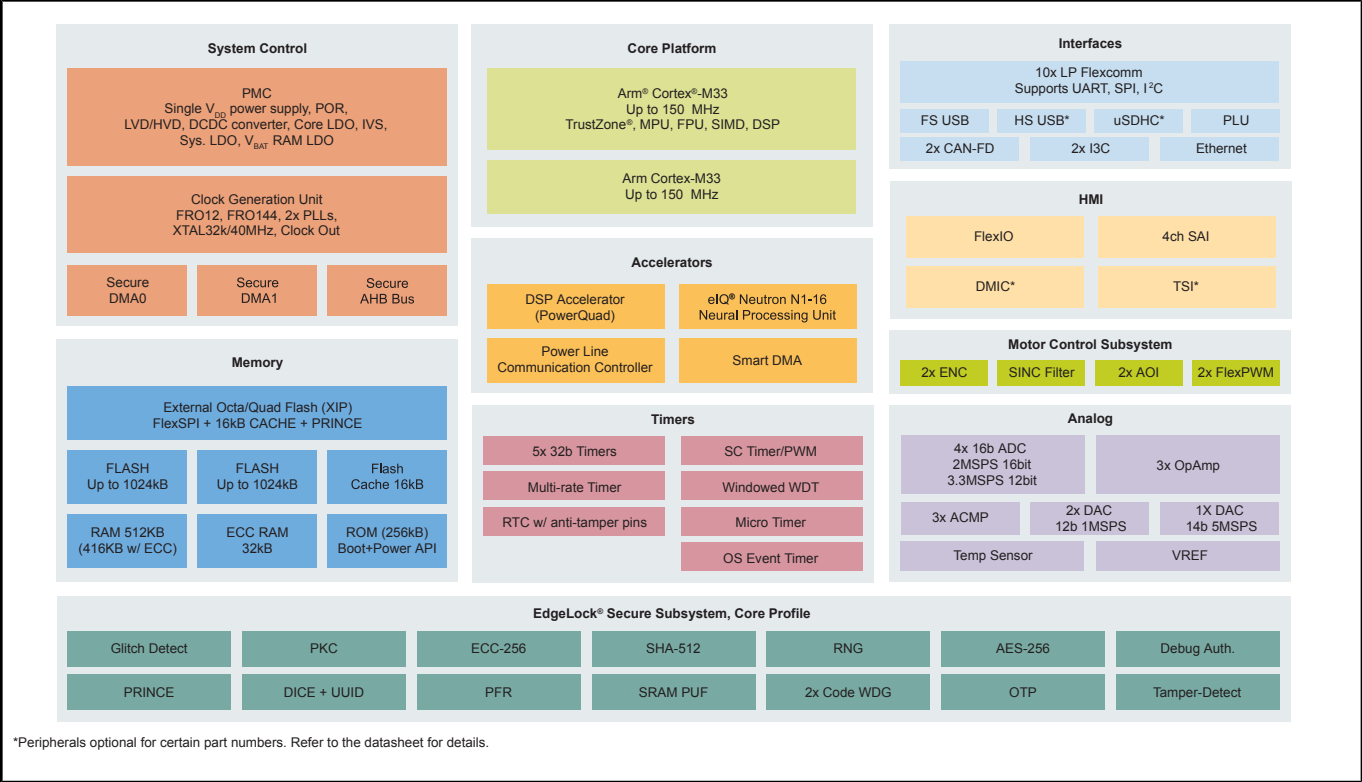 System Control
PMC
Single VDD power supply, POR,
LVD/HVD, DCDC converter, Core LDO, IVS,
Sys. LDO, VBAT RAM LDO
Clock Generation Unit
FRO12, FRO144, 2x PLLs,
XTAL32k/40MHz, Clock Out
Secure
DMA0
Secure
DMA1
Secure
AHB Bus
Memory
External Octa/Quad Flash (XIP)
FlexSPI + 16kB CACHE + PRINCE
FLASH
Up to 1024kB
FLASH
Up to 1024kB
Flash
Cache 16kB
RAM 512KB
(416KB w/ ECC)
ECC RAM
32kB
ROM (256kB)
Boot+Power API
Core Platform
Arm® Cortex®-M33
Up to 150 MHz
TrustZone®, MPU, FPU, SIMD, DSP
Arm Cortex-M33
Up to 150 MHz
Accelerators
DSP Accelerator
(PowerQuad)
eIQ® Neutron N1-16
Neural Processing Unit
Power Line
Communication Controller
Smart DMA
Timers
5x 32b Timers
SC Timer/PWM
Multi-rate Timer
Windowed WDT
RTC w/ anti-tamper pins
Micro Timer
OS Event Timer
Interfaces
10x LP Flexcomm
Supports UART, SPI, I²C
FS USB
HS USB*
uSDHC*
PLU
2x CAN-FD
2x I3C
Ethernet
HMI
FlexIO
4ch SAI
DMIC*
TSI*
Motor Control Subsystem
2x ENC
SINC Filter
2x AOI
2x FlexPWM
Analog
4x 16b ADC
2MSPS 16bit
3.3MSPS 12bit
3x OpAmp
3x ACMP
2x DAC
12b 1MSPS
1X DAC
14b 5MSPS
Temp Sensor
VREF
EdgeLock® Secure Subsystem, Core Profile
Glitch Detect
PKC
ECC-256
SHA-512
RNG
AES-256
Debug Auth.
PRINCE
DICE + UUID
PFR
SRAM PUF
2x Code WDG
OTP
Tamper-Detect
*Peripherals optional for certain part numbers. Refer to the datasheet for details.